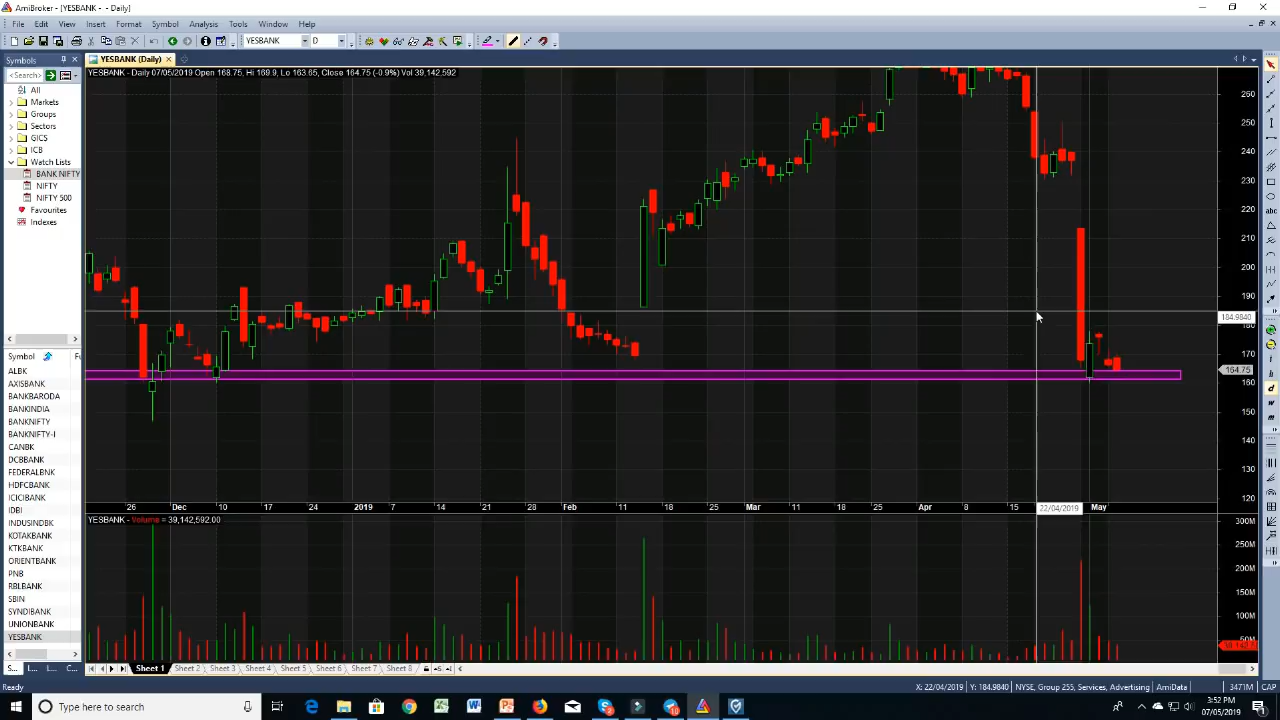 AmiBroker - [YESBANK - - Daily]
File Edit View Insert Format Symbol Analysis Tools Window Help
YESBANK D
Symbols
YESBANK (Daily)
<Search>
YESBANK - Daily 07/05/2019 Open 168.75, Hi 169.9, Lo 163.65, Close 164.75 (-0.9%) Vol 39,142,592
All
Markets
Groups
Sectors
GICS
ICB
Watch Lists
BANK NIFTY
NIFTY
NIFTY 500
Favourites
Indexes
250
240
230
220
210
200
190
184.9840
180
170
164.75
160
150
140
130
120
abc
Symbol Fu
ALBK
AXISBANK
BANKBARODA
BANKINDIA
BANKNIFTY
BANKNIFTY-I
CANBK
DCBBANK
FEDERALBNK
HDFCBANK
ICICIBANK
IDBI
INDUSINDBK
KOTAKBANK
KTKBANK
ORIENTBANK
PNB
RBLBANK
SBIN
SYNDIBANK
UNIONBANK
YESBANK
26 Dec 10 17 24 2019 7 14 21 28 Feb 11 18 25 Mar 11 18 25 Apr 8 15 22/04/2019 May
YESBANK - Volume = 39,142,592.00
300M
250M
200M
150M
100M
50M
S... L... L... C...
Sheet 1 Sheet 2 Sheet 3 Sheet 4 Sheet 5 Sheet 6 Sheet 7 Sheet 8
Ready
X: 22/04/2019 Y: 184.9840 NYSE, Group 255, Services, Advertising AmiData 3471M CAP
Type here to search
3:52 PM
07/05/2019